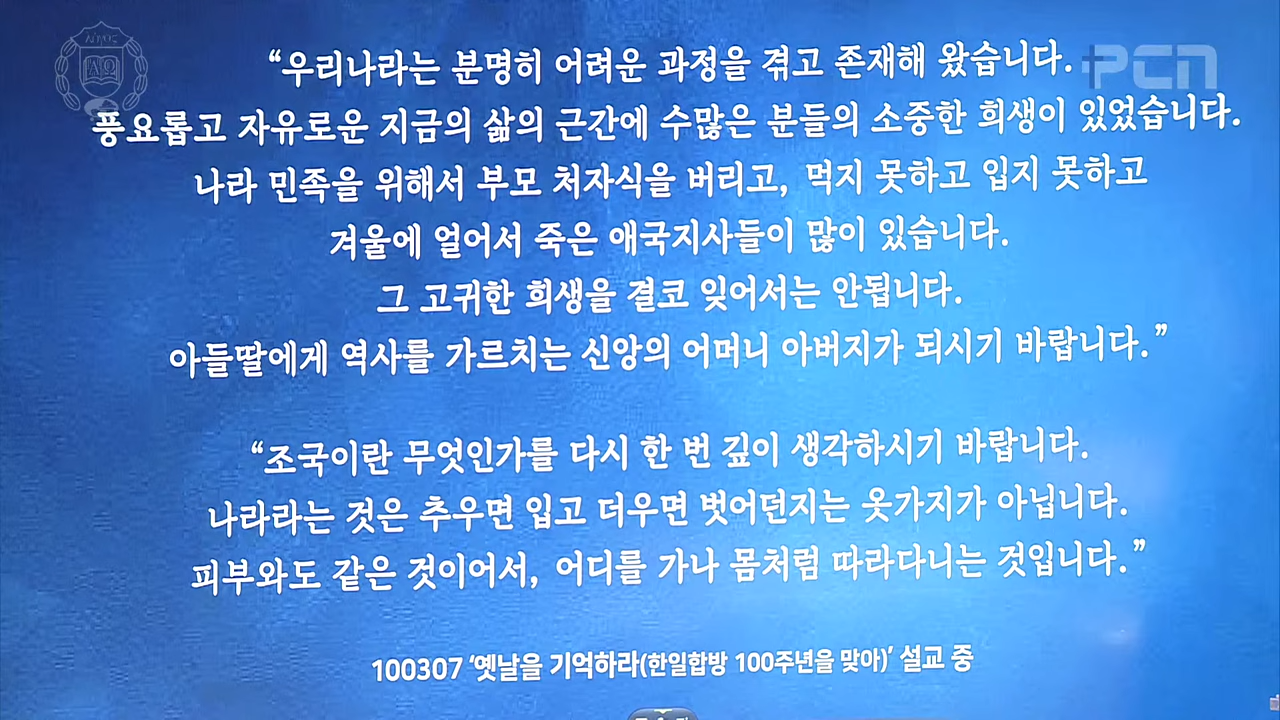 PCN
ΑΩ
“우리나라는 분명히 어려운 과정을 겪고 존재해 왔습니다.
풍요롭고 자유로운 지금의 삶의 근간에 수많은 분들의 소중한 희생이 있었습니다.
나라 민족을 위해서 부모 처자식을 버리고, 먹지 못하고 입지 못하고
겨울에 얼어서 죽은 애국지사들이 많이 있습니다.
그 고귀한 희생을 결코 잊어서는 안됩니다.
아들딸에게 역사를 가르치는 신앙의 어머니 아버지가 되시기 바랍니다.”
“조국이란 무엇인가를 다시 한 번 깊이 생각하시기 바랍니다.
나라라는 것은 추우면 입고 더우면 벗어던지는 옷가지가 아닙니다.
피부와도 같은 것이어서, 어디를 가나 몸처럼 따라다니는 것입니다.”
100307 ‘옛날을 기억하라(한일합방 100주년을 맞아)’ 설교 중